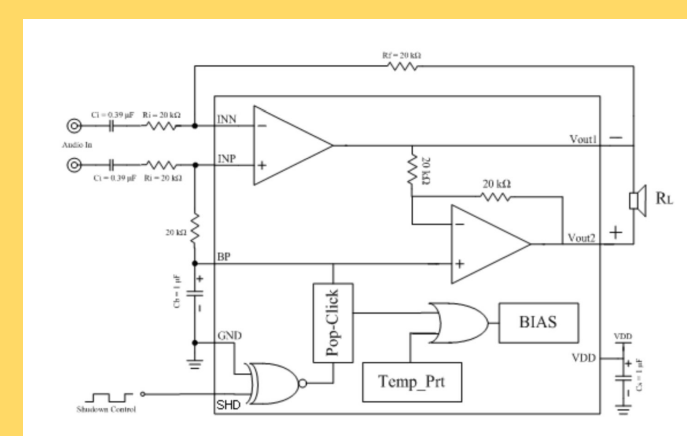 Rf = 20 kΩ
Ci = 0.39 µF Ri = 20 kΩ
INN
Audio In
INP
Ci = 0.39 µF Ri = 20 kΩ
Vout1
20 kΩ
20 kΩ
RL
20 kΩ
Vout2
BP
Cb = 1 µF
Pop-Click
BIAS
GND
VDD
VDD
Temp_Prt
Cs = 1 µF
SHD
Shudown Control